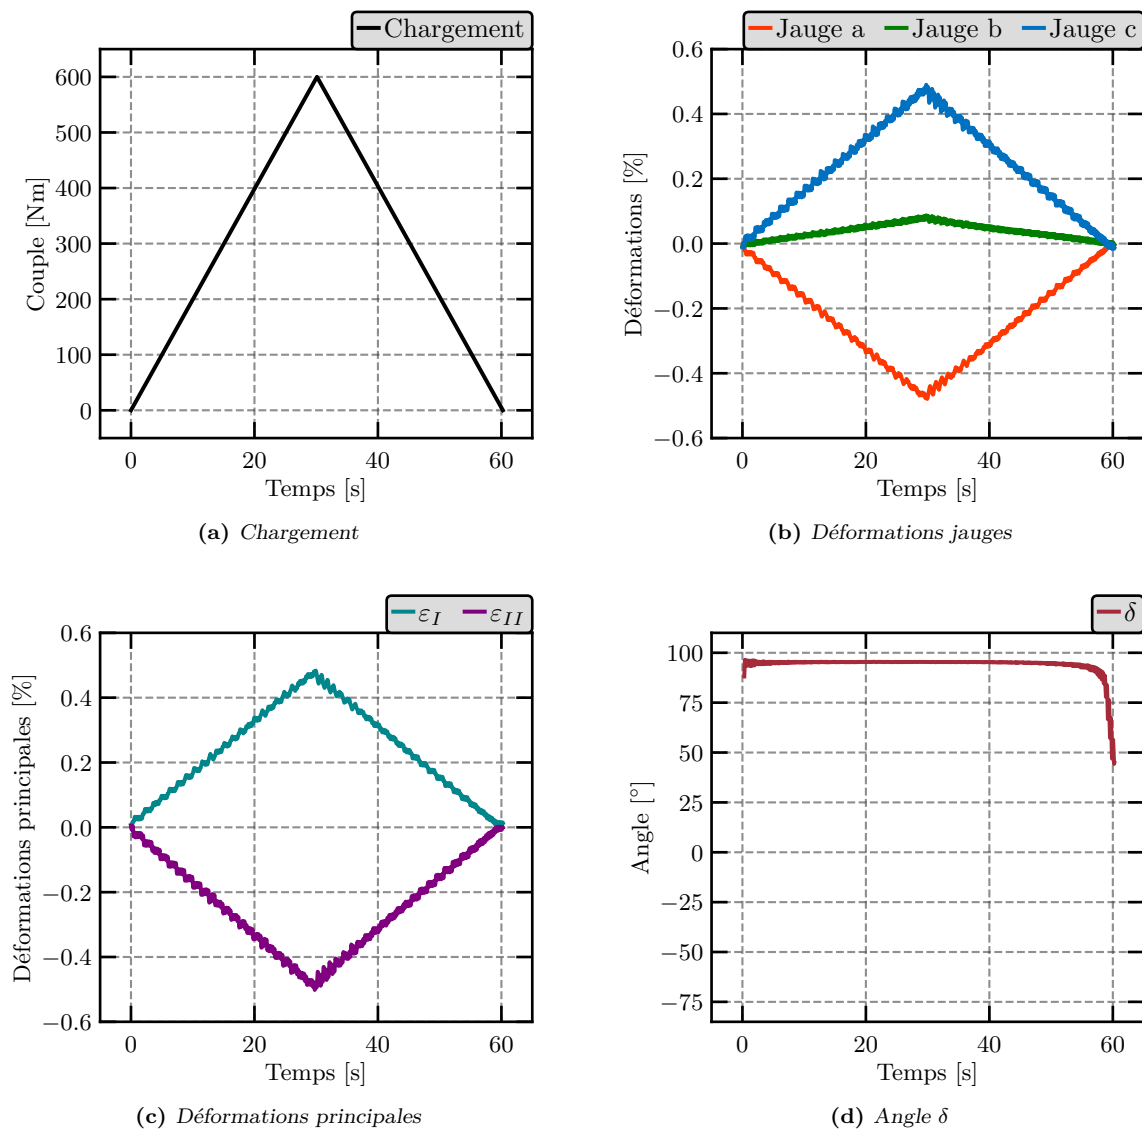 Chargement
600
500
400
300
200
100
0
Couple [Nm]
0 20 40 60
Temps [s]
(a) Chargement
Jauge a Jauge b Jauge c
0.6
0.4
0.2
0.0
−0.2
−0.4
−0.6
Déformations [%]
0 20 40 60
Temps [s]
(b) Déformations jauges
ε_I ε_II
0.6
0.4
0.2
0.0
−0.2
−0.4
−0.6
Déformations principales [%]
0 20 40 60
Temps [s]
(c) Déformations principales
δ
100
75
50
25
0
−25
−50
−75
Angle [°]
0 20 40 60
Temps [s]
(d) Angle δ